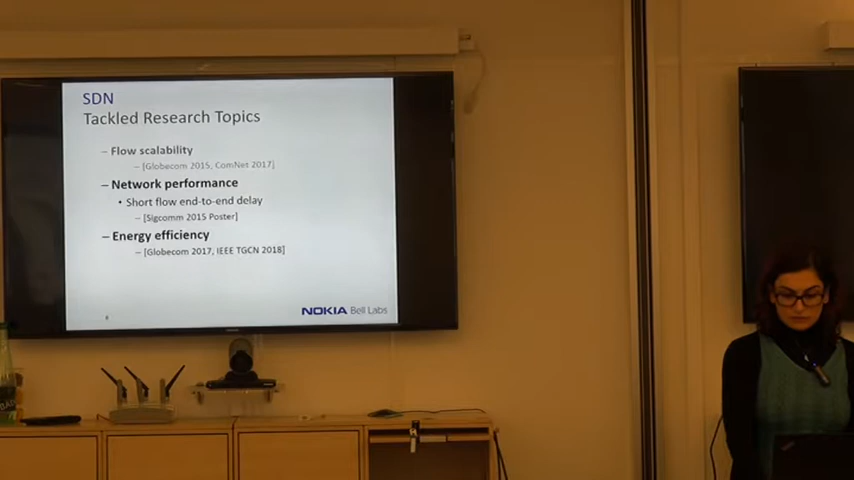 SDN
Tackled Research Topics
– Flow scalability
– [Globecom 2015, ComNet 2017]
– Network performance
• Short flow end-to-end delay
– [Sigcomm 2015 Poster]
– Energy efficiency
– [Globecom 2017, IEEE TGCN 2018]
NOKIA Bell Labs